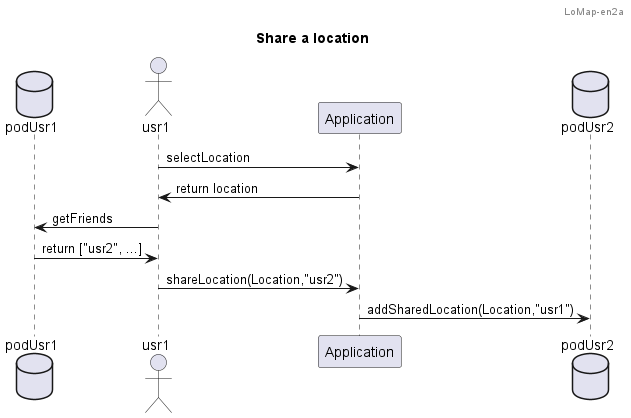 LoMap-en2a
Share a location
podUsr1
usr1
Application
podUsr2
selectLocation
return location
getFriends
return ["usr2", ...]
shareLocation(Location,"usr2")
addSharedLocation(Location,"usr1")
podUsr1
usr1
Application
podUsr2